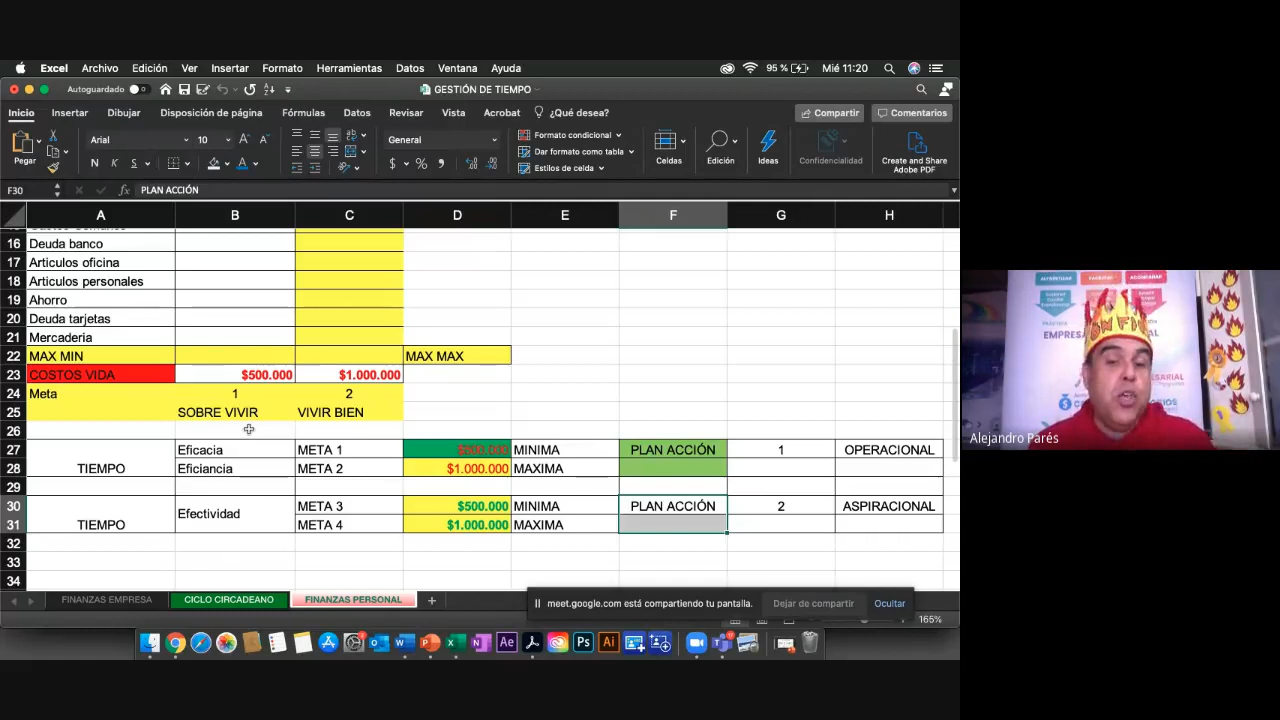 Excel Archivo Edición Ver Insertar Formato Herramientas Datos Ventana Ayuda 95 % Mié 11:20
Autoguardado GESTIÓN DE TIEMPO
Inicio Insertar Dibujar Disposición de página Fórmulas Datos Revisar Vista Acrobat ¿Qué desea? Compartir Comentarios
Pegar Arial 10 General Formato condicional Dar formato como tabla Estilos de celda Celdas Edición Ideas Confidencialidad Create and Share Adobe PDF
F30 fx PLAN ACCIÓN
A B C D E F G H
16 Deuda banco
17 Articulos oficina
18 Articulos personales
19 Ahorro
20 Deuda tarjetas
21 Mercaderia
22 MAX MIN MAX MAX
23 COSTOS VIDA $500.000 $1.000.000
24 Meta 1 2
25 SOBRE VIVIR VIVIR BIEN
26
27 Eficacia META 1 $500.000 MINIMA PLAN ACCIÓN 1 OPERACIONAL
28 TIEMPO Eficiancia META 2 $1.000.000 MAXIMA
29
30 Efectividad META 3 $500.000 MINIMA PLAN ACCIÓN 2 ASPIRACIONAL
31 TIEMPO META 4 $1.000.000 MAXIMA
32
33
34
FINANZAS EMPRESA CICLO CIRCADEANO FINANZAS PERSONAL +
meet.google.com está compartiendo tu pantalla. Dejar de compartir Ocultar
165%
Alejandro Parés